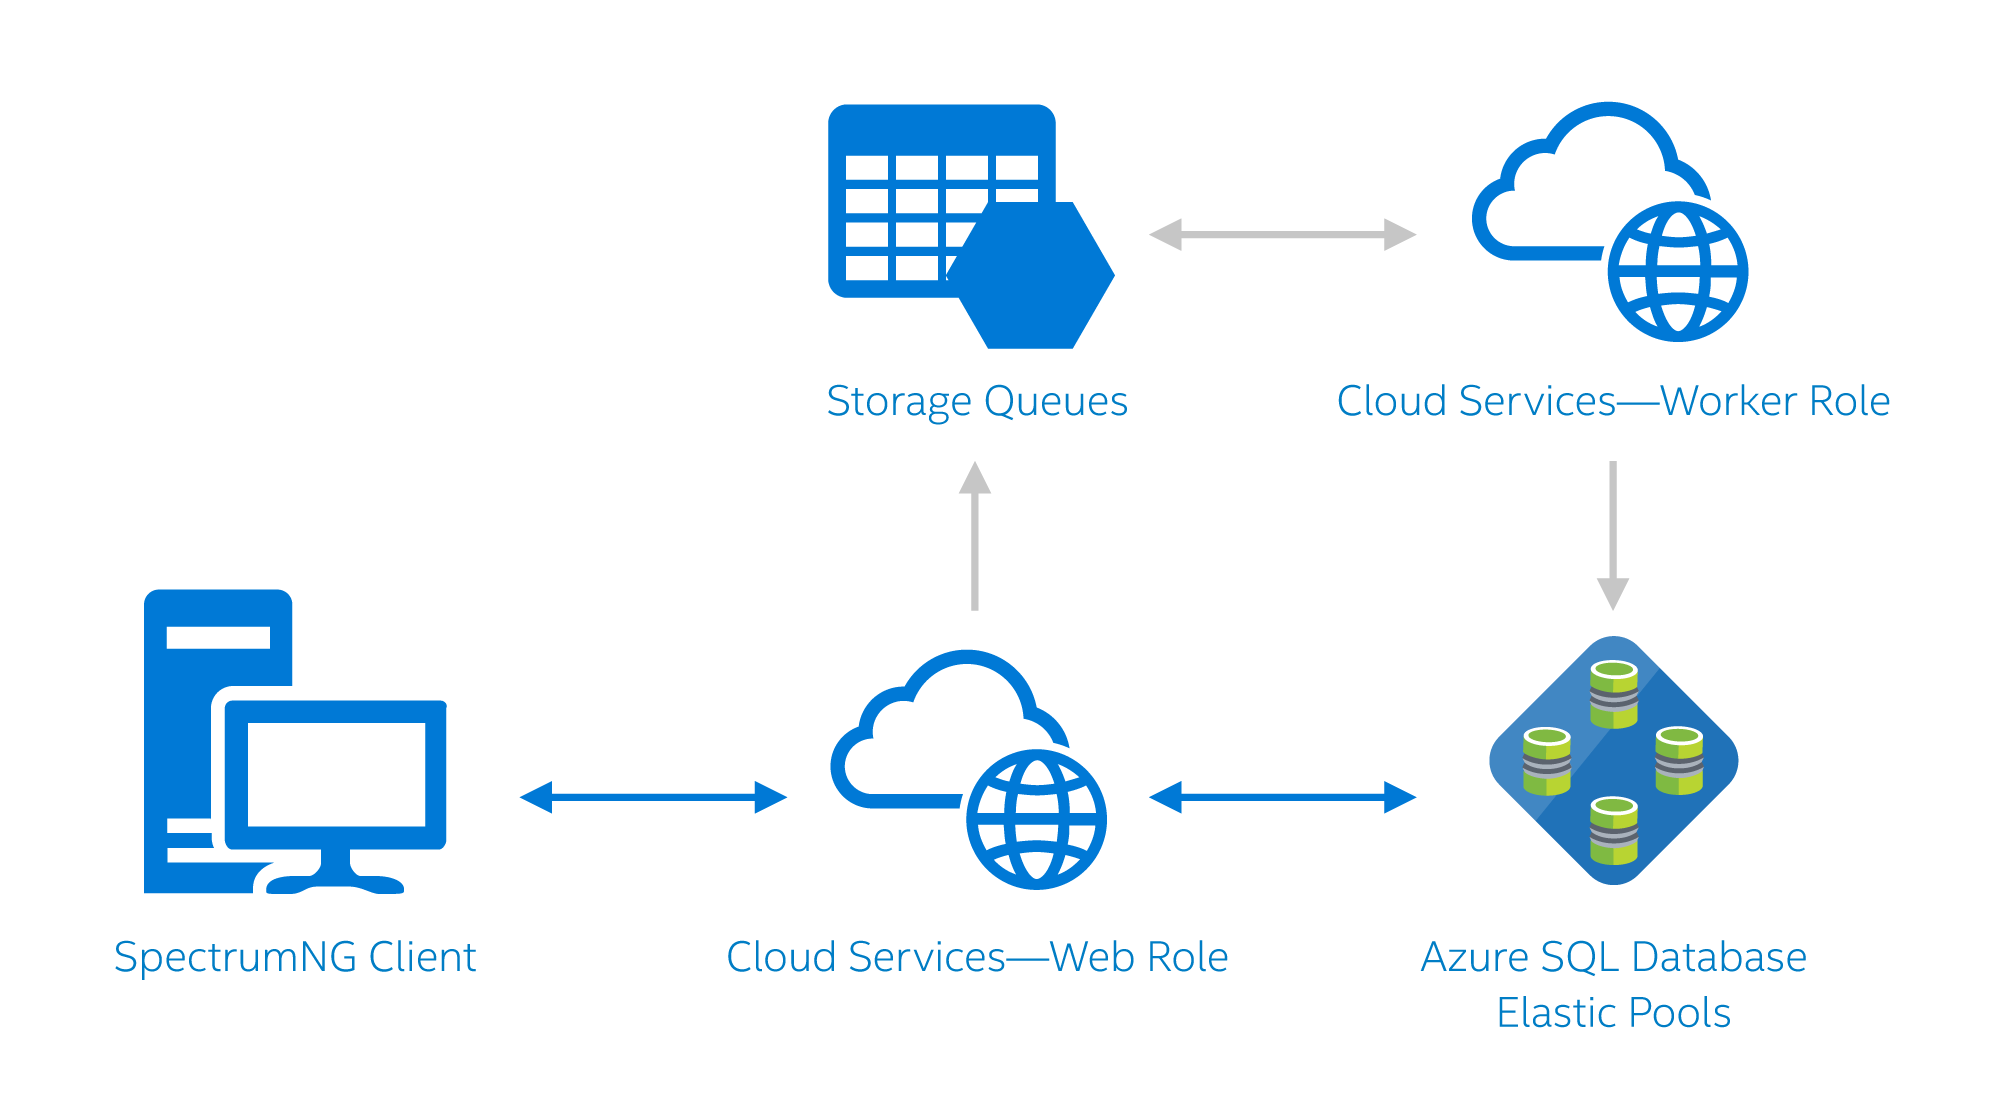 Storage Queues
Cloud Services—Worker Role
SpectrumNG Client
Cloud Services—Web Role
Azure SQL Database
Elastic Pools